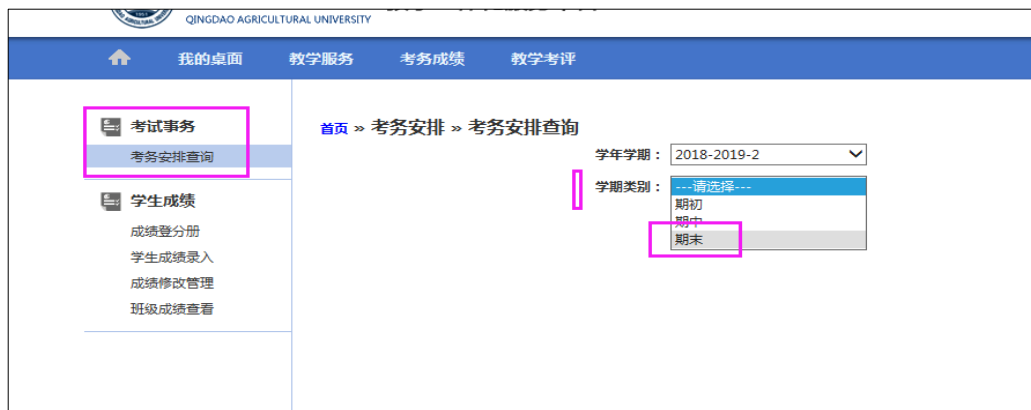 QINGDAO AGRICULTURAL UNIVERSITY
我的桌面 教学服务 考务成绩 教学考评
考试事务
考务安排查询
学生成绩
成绩登分册
学生成绩录入
成绩修改管理
班级成绩查看
首页 » 考务安排 » 考务安排查询
学年学期： 2018-2019-2
学期类别： ---请选择---
期初
期中
期末